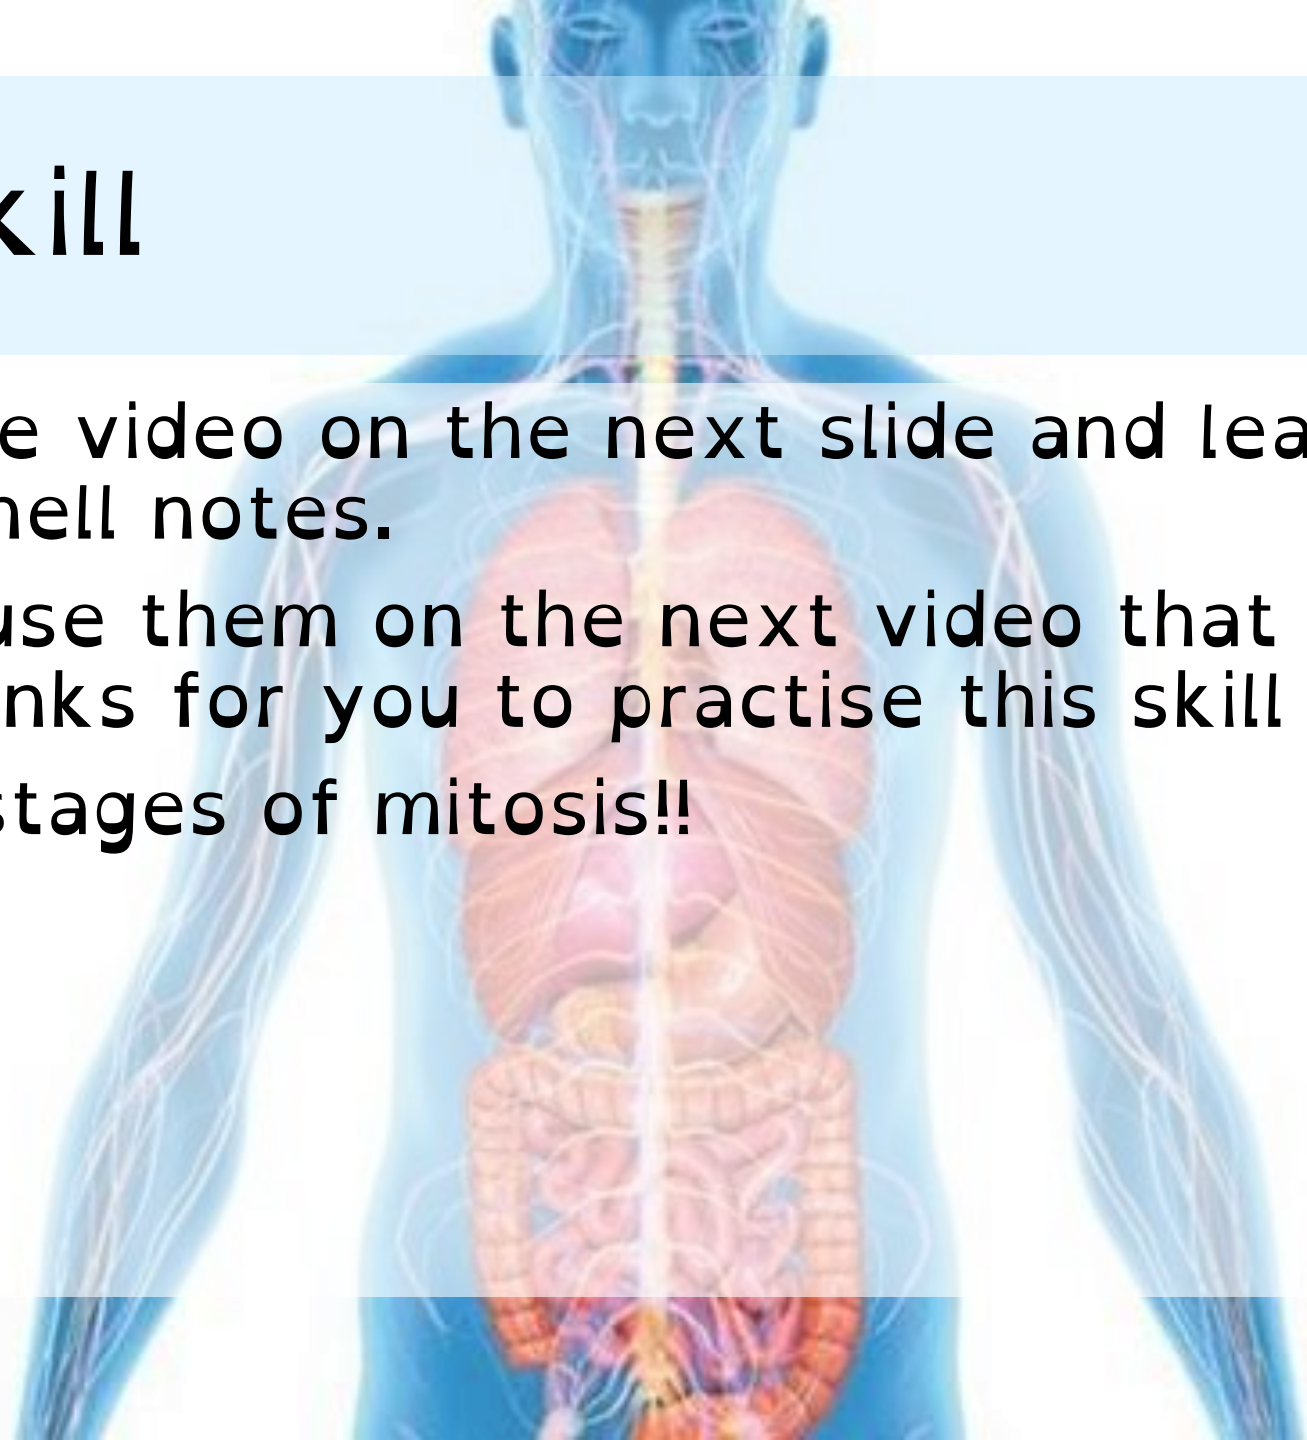 kill
e video on the next slide and lea
nell notes.
use them on the next video that
nks for you to practise this skill
stages of mitosis!!